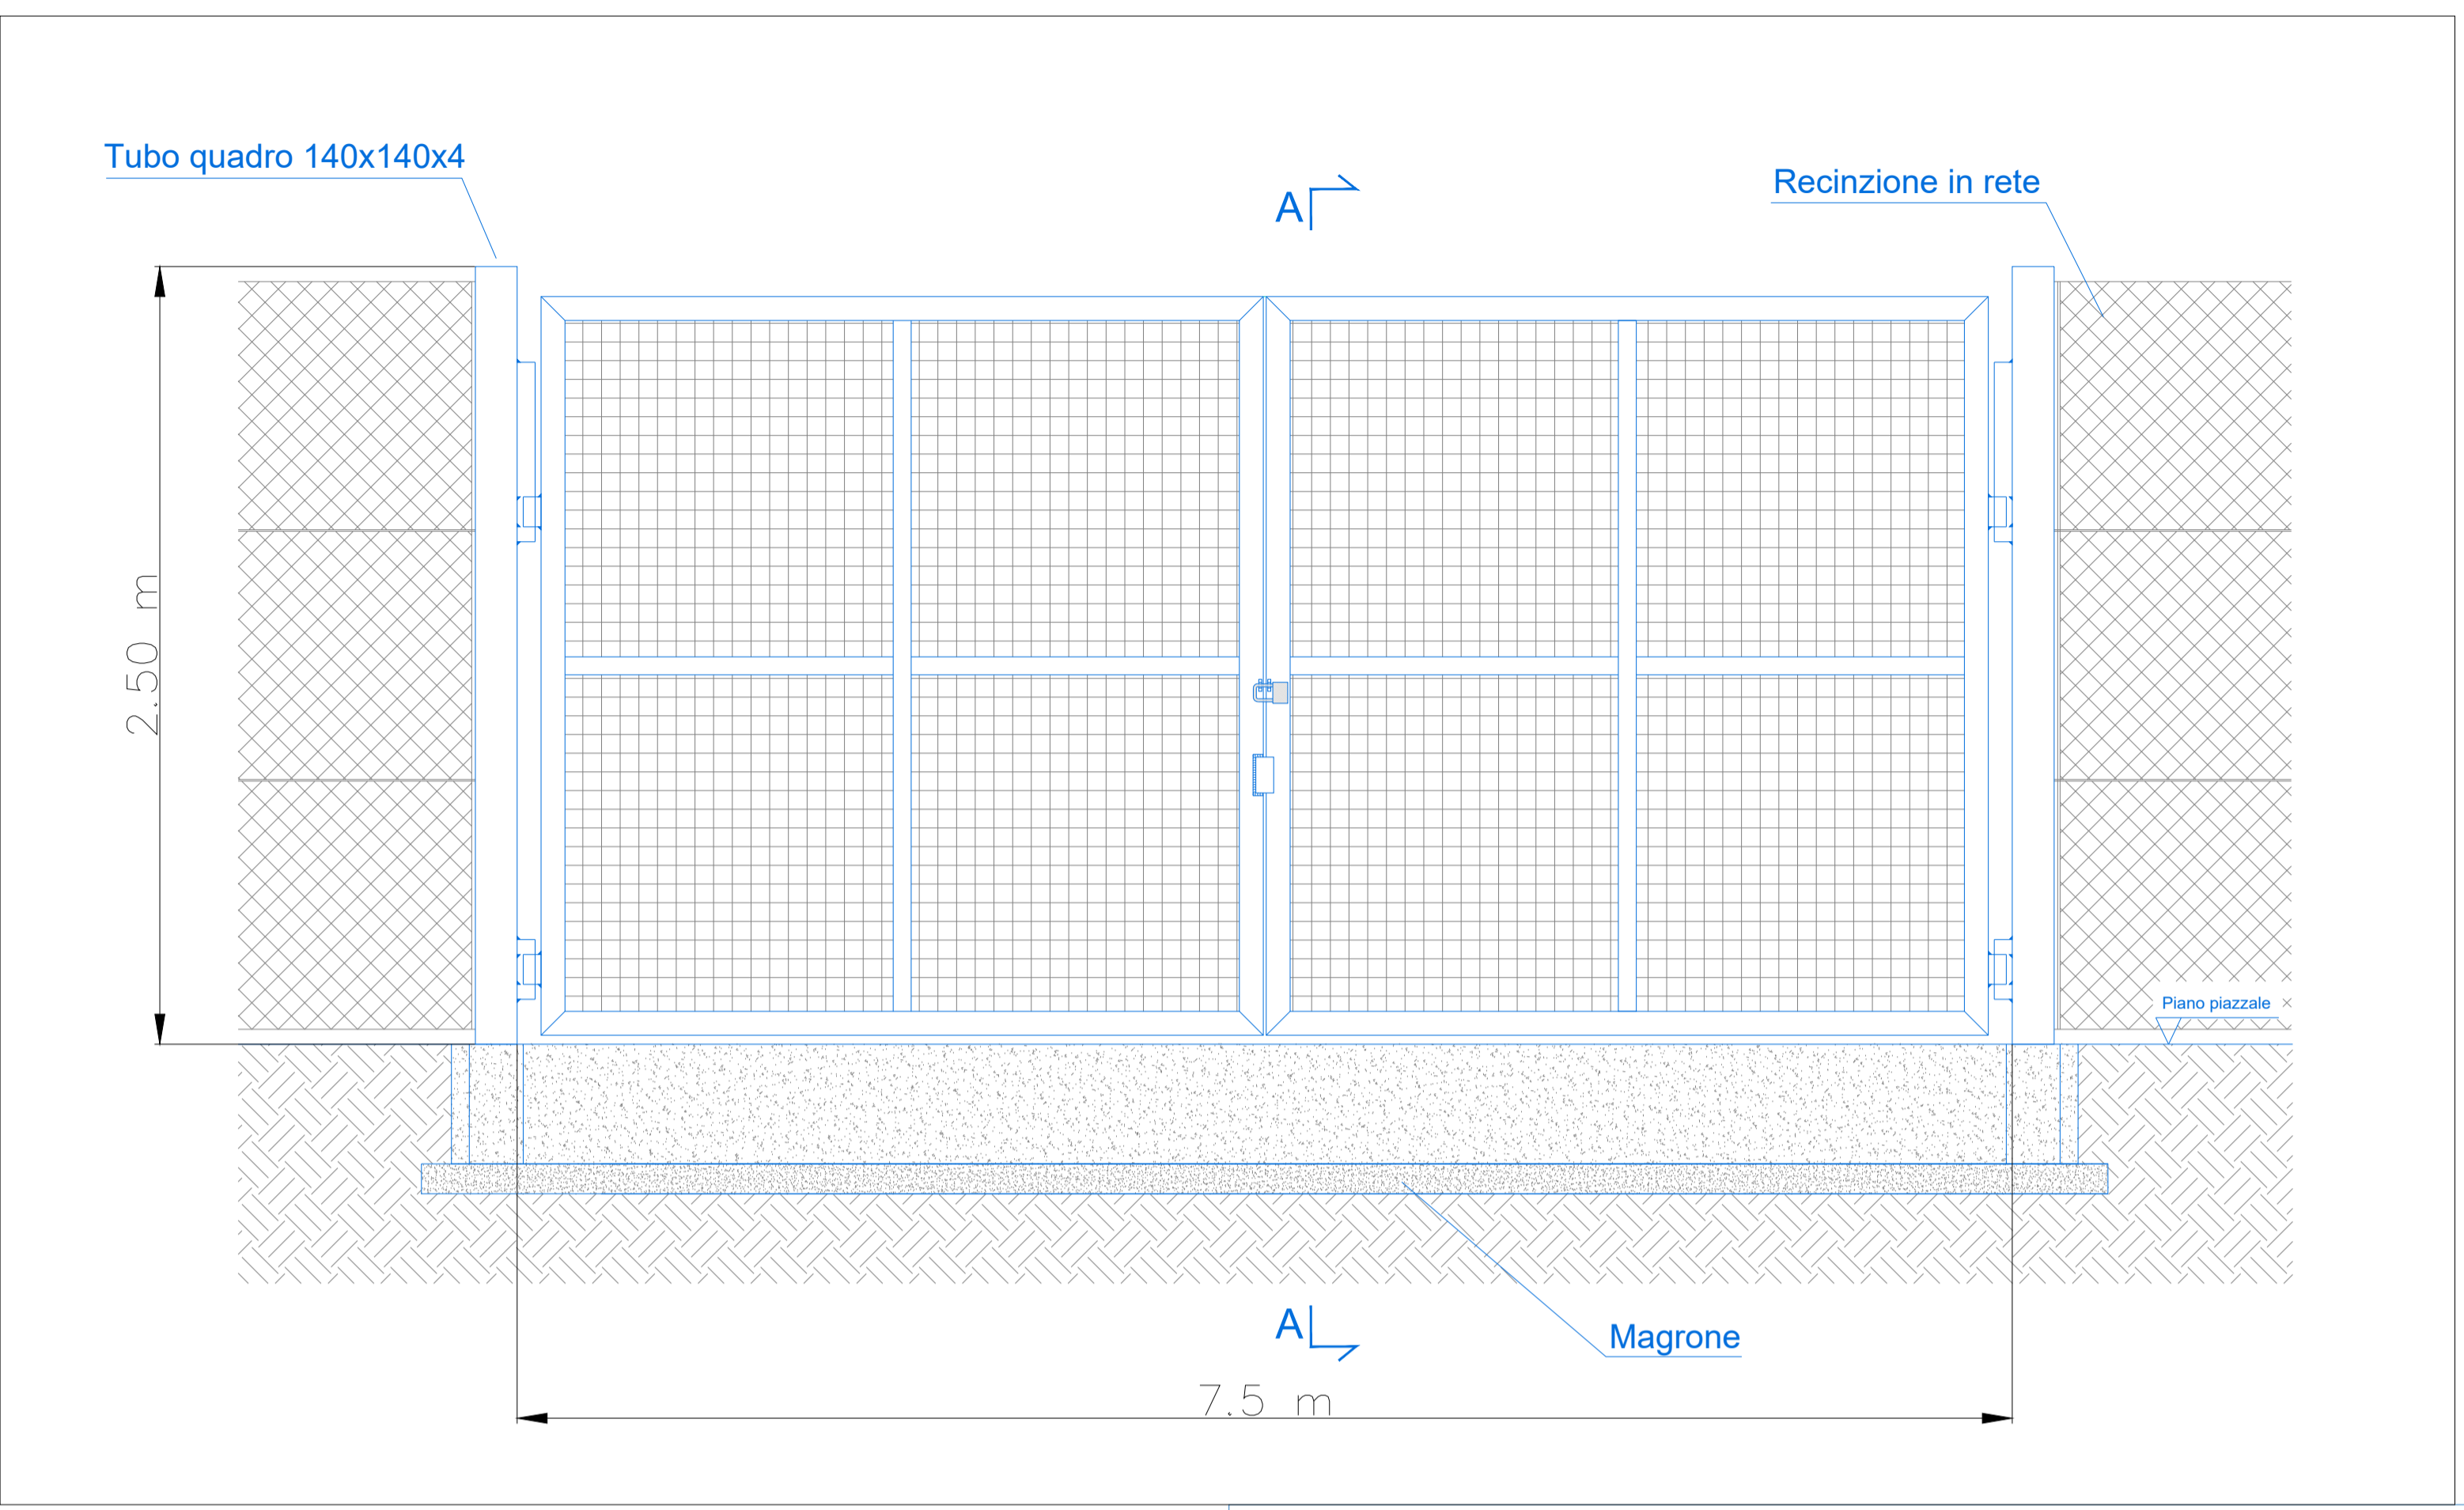 Tubo quadro 140x140x4
Recinzione in rete
A
2.50 m
Piano piazzale
A
Magrone
7.5 m